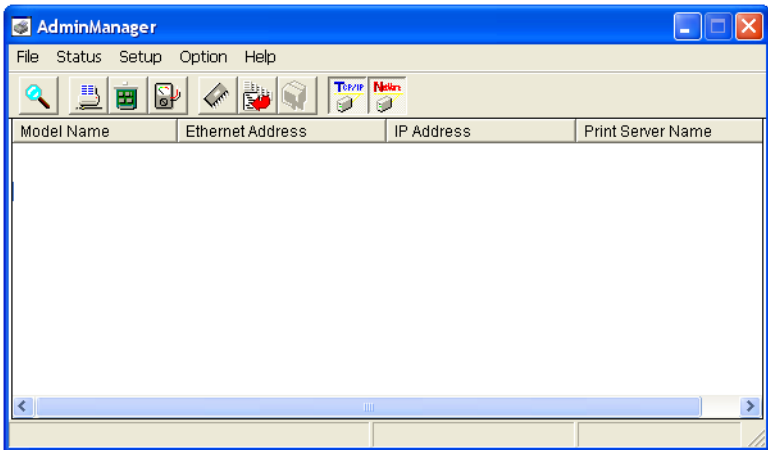 AdminManager
File Status Setup Option Help
TCP/IP NetWare
Model Name Ethernet Address IP Address Print Server Name